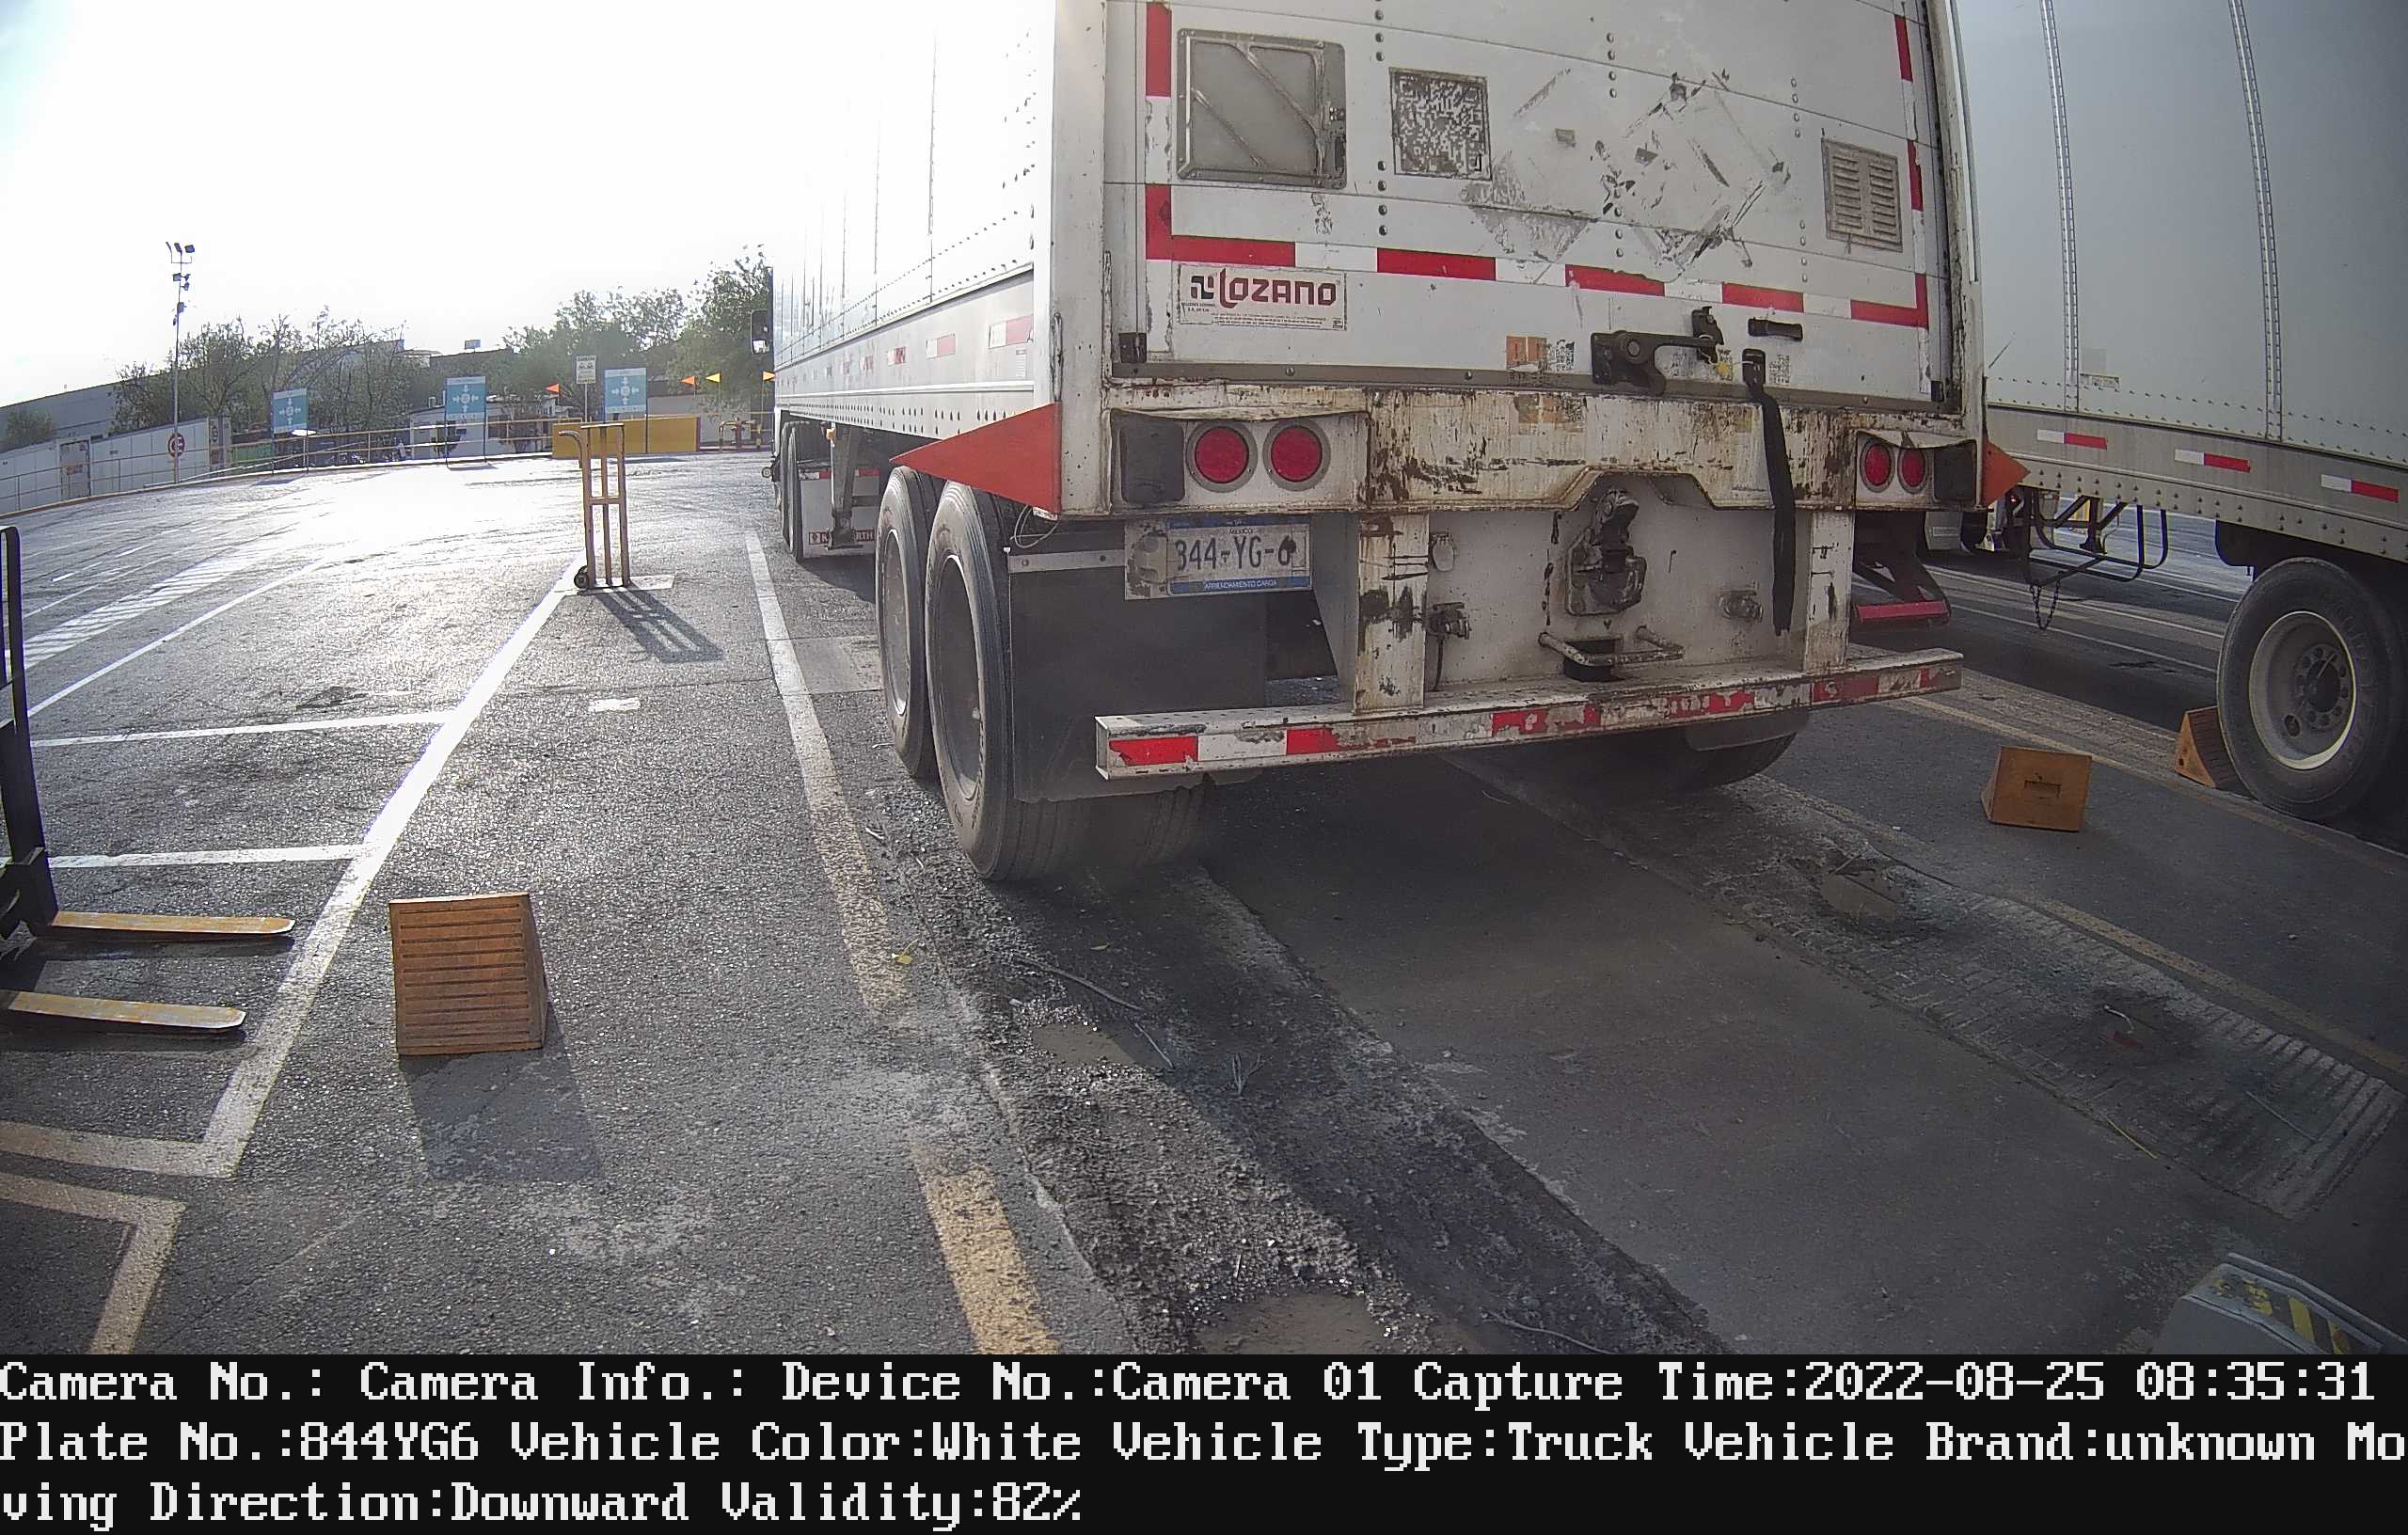 LOZANO
MEXICO
844-YG-6
ARRENDAMIENTO CARGA
Camera No.: Camera Info.: Device No.:Camera 01 Capture Time:2022-08-25 08:35:31
Plate No.:844YG6 Vehicle Color:White Vehicle Type:Truck Vehicle Brand:unknown Mo
ving Direction:Downward Validity:82%